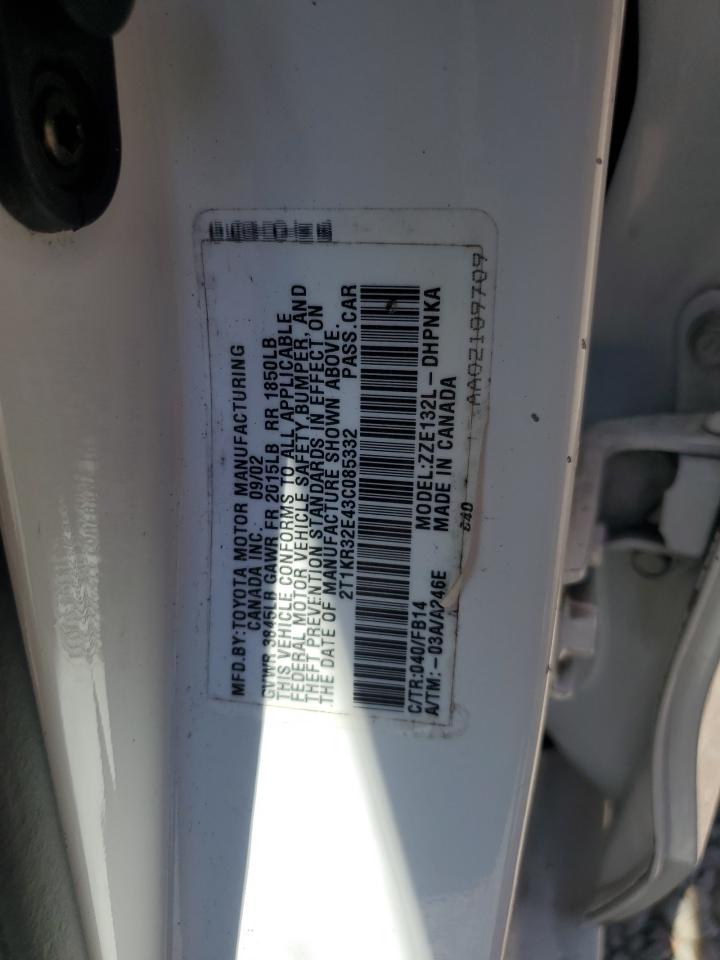 MFD.BY:TOYOTA MOTOR MANUFACTURING
CANADA INC. 09/02
GVWR 3845LB GAWR FR 2015LB RR 1850LB
THIS VEHICLE CONFORMS TO ALL APPLICABLE
FEDERAL MOTOR VEHICLE SAFETY, BUMPER, AND
THEFT PREVENTION STANDARDS IN EFFECT ON
THE DATE OF MANUFACTURE SHOWN ABOVE.
2T1KR32E43C085332 PASS.CAR
C/TR:040/FB14 MODEL:ZZE132L-DHPNKA
A/TM:-03A/A246E MADE IN CANADA
040
AA02109709